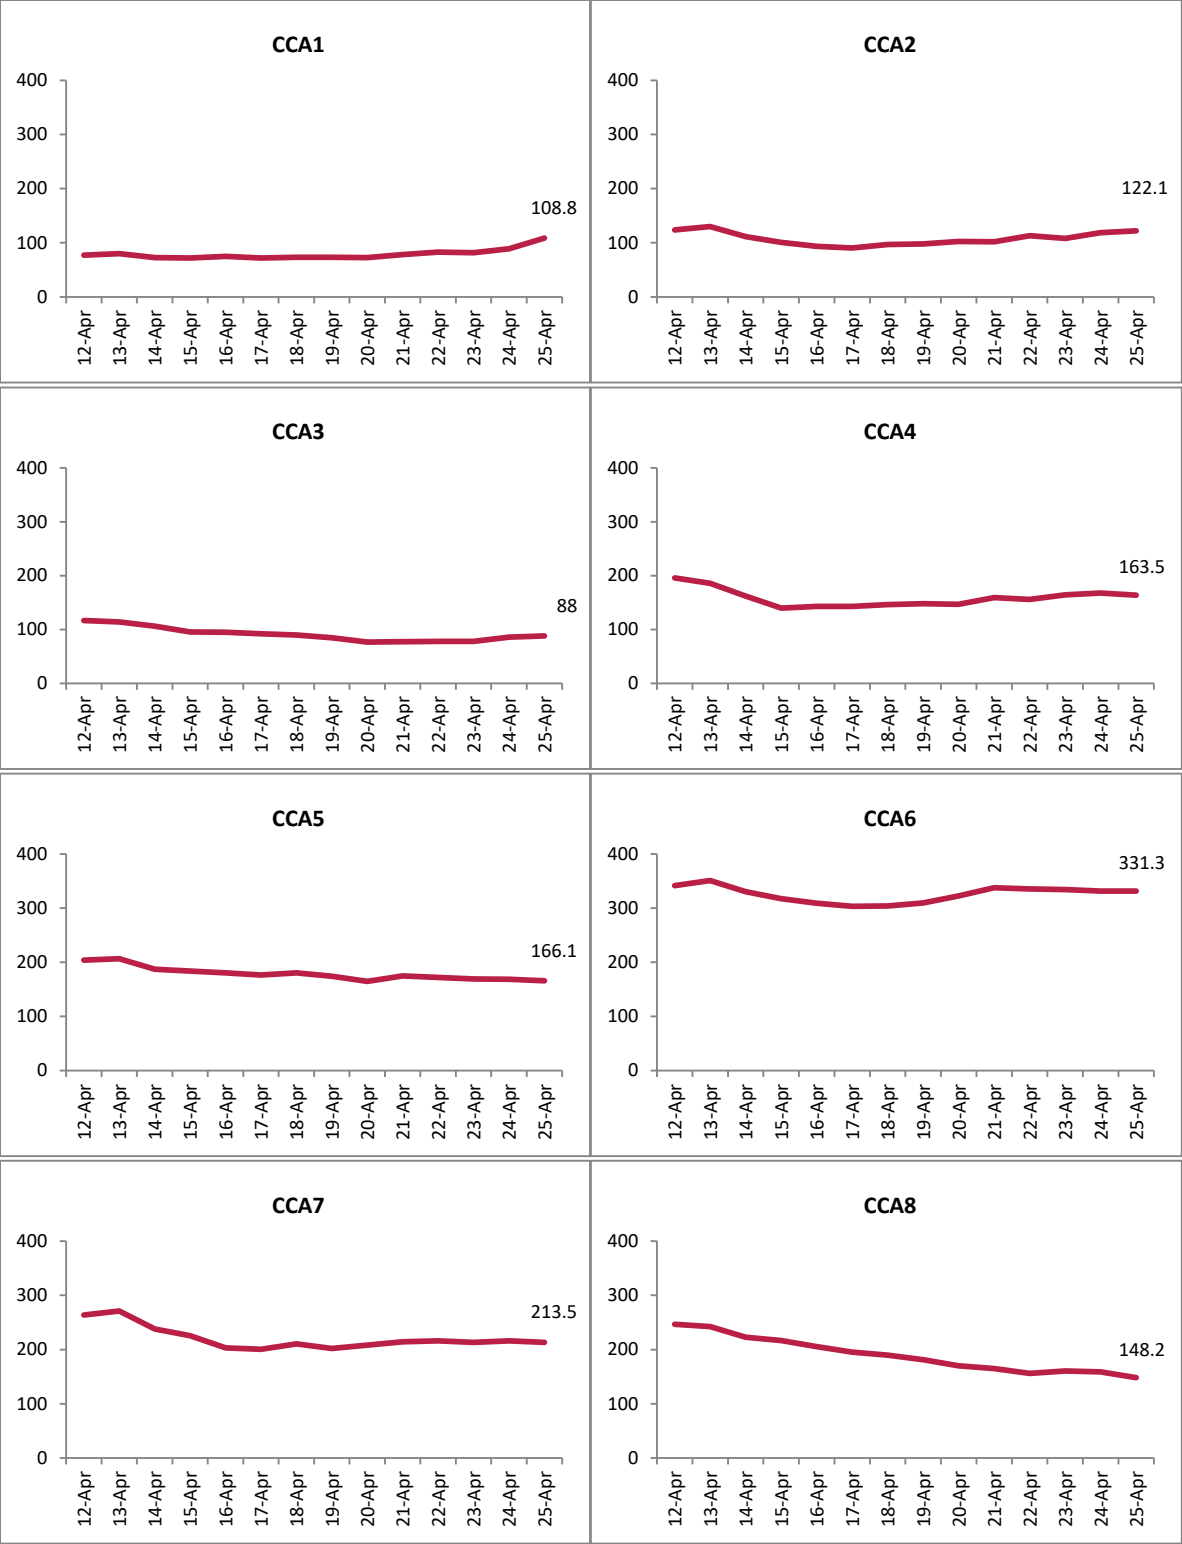 CCA1
400
300
200
100
0
108.8
12-Apr
13-Apr
14-Apr
15-Apr
16-Apr
17-Apr
18-Apr
19-Apr
20-Apr
21-Apr
22-Apr
23-Apr
24-Apr
25-Apr
CCA2
400
300
200
100
0
122.1
12-Apr
13-Apr
14-Apr
15-Apr
16-Apr
17-Apr
18-Apr
19-Apr
20-Apr
21-Apr
22-Apr
23-Apr
24-Apr
25-Apr
CCA3
400
300
200
100
0
88
12-Apr
13-Apr
14-Apr
15-Apr
16-Apr
17-Apr
18-Apr
19-Apr
20-Apr
21-Apr
22-Apr
23-Apr
24-Apr
25-Apr
CCA4
400
300
200
100
0
163.5
12-Apr
13-Apr
14-Apr
15-Apr
16-Apr
17-Apr
18-Apr
19-Apr
20-Apr
21-Apr
22-Apr
23-Apr
24-Apr
25-Apr
CCA5
400
300
200
100
0
166.1
12-Apr
13-Apr
14-Apr
15-Apr
16-Apr
17-Apr
18-Apr
19-Apr
20-Apr
21-Apr
22-Apr
23-Apr
24-Apr
25-Apr
CCA6
400
300
200
100
0
331.3
12-Apr
13-Apr
14-Apr
15-Apr
16-Apr
17-Apr
18-Apr
19-Apr
20-Apr
21-Apr
22-Apr
23-Apr
24-Apr
25-Apr
CCA7
400
300
200
100
0
213.5
12-Apr
13-Apr
14-Apr
15-Apr
16-Apr
17-Apr
18-Apr
19-Apr
20-Apr
21-Apr
22-Apr
23-Apr
24-Apr
25-Apr
CCA8
400
300
200
100
0
148.2
12-Apr
13-Apr
14-Apr
15-Apr
16-Apr
17-Apr
18-Apr
19-Apr
20-Apr
21-Apr
22-Apr
23-Apr
24-Apr
25-Apr